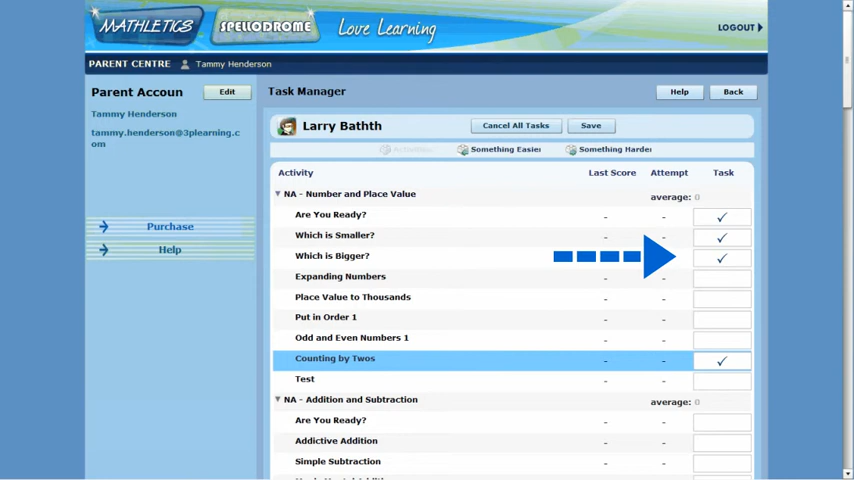 MATHLETICS SPELLODROME Love Learning LOGOUT
PARENT CENTRE Tammy Henderson
Parent Accoun Edit Task Manager Help Back
Tammy Henderson
tammy.henderson@3plearning.c
om
Purchase
Help
Larry Bathth Cancel All Tasks Save
Activities Something Easier Something Harder
Activity Last Score Attempt Task
NA - Number and Place Value average: 0
Are You Ready? - - ✓
Which is Smaller? - - ✓
Which is Bigger? ✓
Expanding Numbers - -
Place Value to Thousands - -
Put in Order 1 - -
Odd and Even Numbers 1 - -
Counting by Twos - - ✓
Test - -
NA - Addition and Subtraction average: 0
Are You Ready? - -
Addictive Addition - -
Simple Subtraction - -